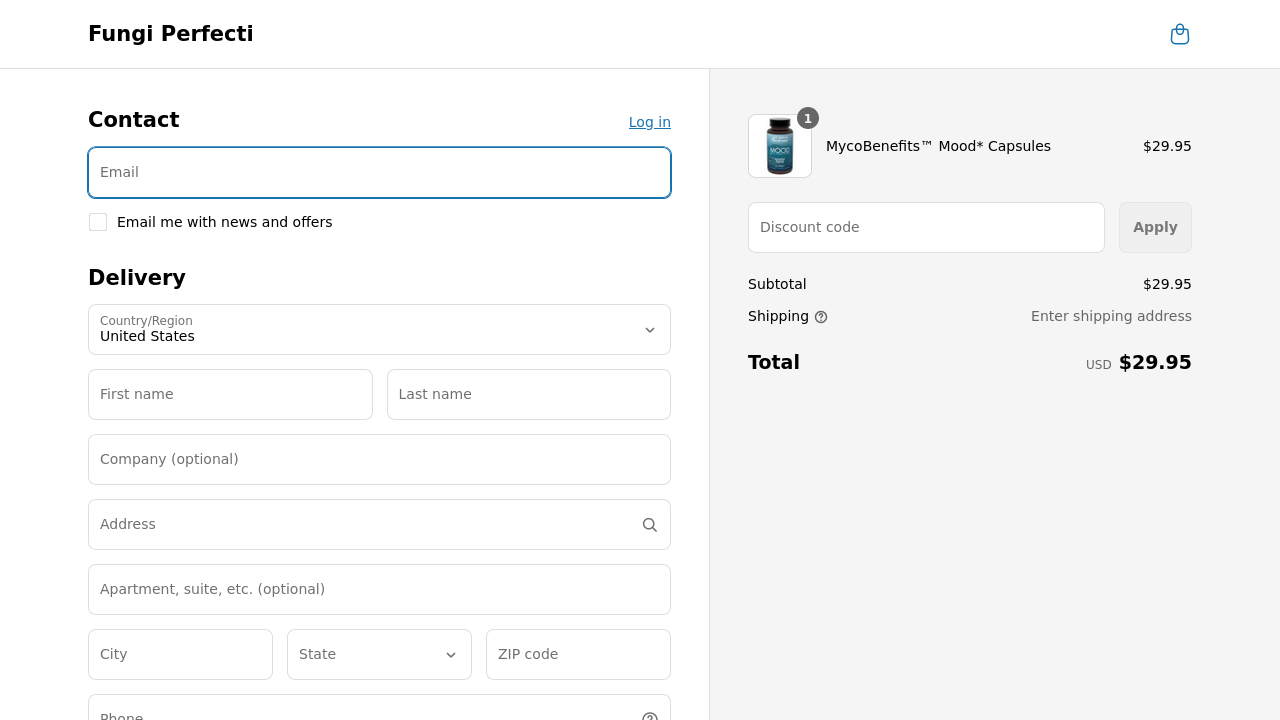 Fungi Perfecti
Contact
Log in
Email
Email me with news and offers
Delivery
Country/Region
United States
First name
Last name
Company (optional)
Address
Apartment, suite, etc. (optional)
City
State
ZIP code
Phone
1
MOOD
MycoBenefits™ Mood* Capsules
$29.95
Discount code
Apply
Subtotal
$29.95
Shipping
Enter shipping address
Total
USD $29.95